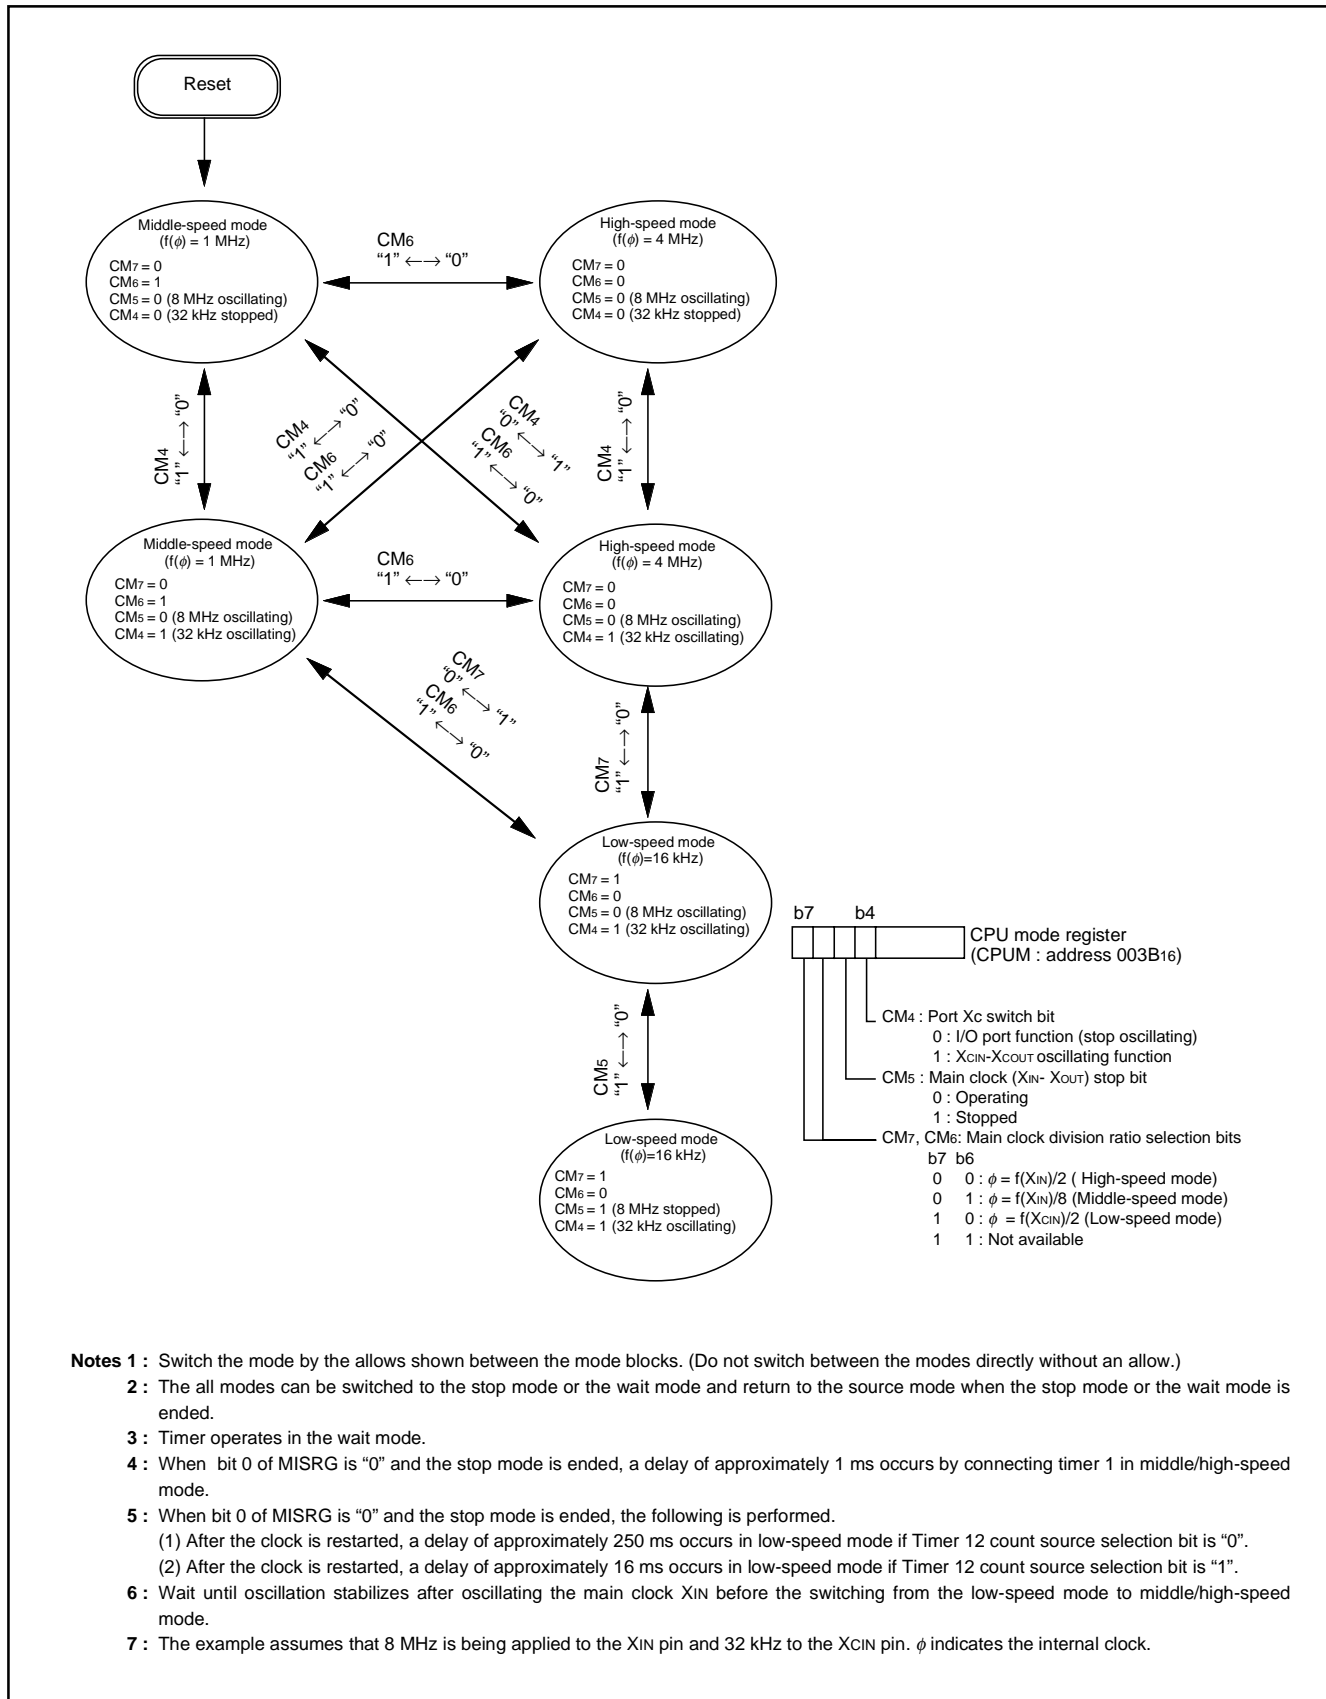 Reset
Middle-speed mode
(f(ϕ) = 1 MHz)
CM7 = 0
CM6 = 1
CM5 = 0 (8 MHz oscillating)
CM4 = 0 (32 kHz stopped)
CM6
“1” ←→ “0”
High-speed mode
(f(ϕ) = 4 MHz)
CM7 = 0
CM6 = 0
CM5 = 0 (8 MHz oscillating)
CM4 = 0 (32 kHz stopped)
CM4
“1” ←→ “0”
CM4
“1” ←→ “0”
CM6
“1” ←→ “0”
CM4
“0” ←→ “1”
CM6
“1” ←→ “0”
CM4
“1” ←→ “0”
Middle-speed mode
(f(ϕ) = 1 MHz)
CM7 = 0
CM6 = 1
CM5 = 0 (8 MHz oscillating)
CM4 = 1 (32 kHz oscillating)
CM6
“1” ←→ “0”
High-speed mode
(f(ϕ) = 4 MHz)
CM7 = 0
CM6 = 0
CM5 = 0 (8 MHz oscillating)
CM4 = 1 (32 kHz oscillating)
CM7
“0” ←→ “1”
CM6
“1” ←→ “0”
CM7
“1” ←→ “0”
Low-speed mode
(f(ϕ)=16 kHz)
CM7 = 1
CM6 = 0
CM5 = 0 (8 MHz oscillating)
CM4 = 1 (32 kHz oscillating)
CM5
“1” ←→ “0”
Low-speed mode
(f(ϕ)=16 kHz)
CM7 = 1
CM6 = 0
CM5 = 1 (8 MHz stopped)
CM4 = 1 (32 kHz oscillating)
b7 b4
CPU mode register
(CPUM : address 003B16)
CM4 : Port Xc switch bit
0 : I/O port function (stop oscillating)
1 : XCIN-XCOUT oscillating function
CM5 : Main clock (XIN- XOUT) stop bit
0 : Operating
1 : Stopped
CM7, CM6: Main clock division ratio selection bits
b7 b6
0 0 : ϕ = f(XIN)/2 ( High-speed mode)
0 1 : ϕ = f(XIN)/8 (Middle-speed mode)
1 0 : ϕ = f(XCIN)/2 (Low-speed mode)
1 1 : Not available
Notes 1 : Switch the mode by the allows shown between the mode blocks. (Do not switch between the modes directly without an allow.)
2 : The all modes can be switched to the stop mode or the wait mode and return to the source mode when the stop mode or the wait mode is
ended.
3 : Timer operates in the wait mode.
4 : When bit 0 of MISRG is “0” and the stop mode is ended, a delay of approximately 1 ms occurs by connecting timer 1 in middle/high-speed
mode.
5 : When bit 0 of MISRG is “0” and the stop mode is ended, the following is performed.
(1) After the clock is restarted, a delay of approximately 250 ms occurs in low-speed mode if Timer 12 count source selection bit is “0”.
(2) After the clock is restarted, a delay of approximately 16 ms occurs in low-speed mode if Timer 12 count source selection bit is “1”.
6 : Wait until oscillation stabilizes after oscillating the main clock XIN before the switching from the low-speed mode to middle/high-speed
mode.
7 : The example assumes that 8 MHz is being applied to the XIN pin and 32 kHz to the XCIN pin. ϕ indicates the internal clock.